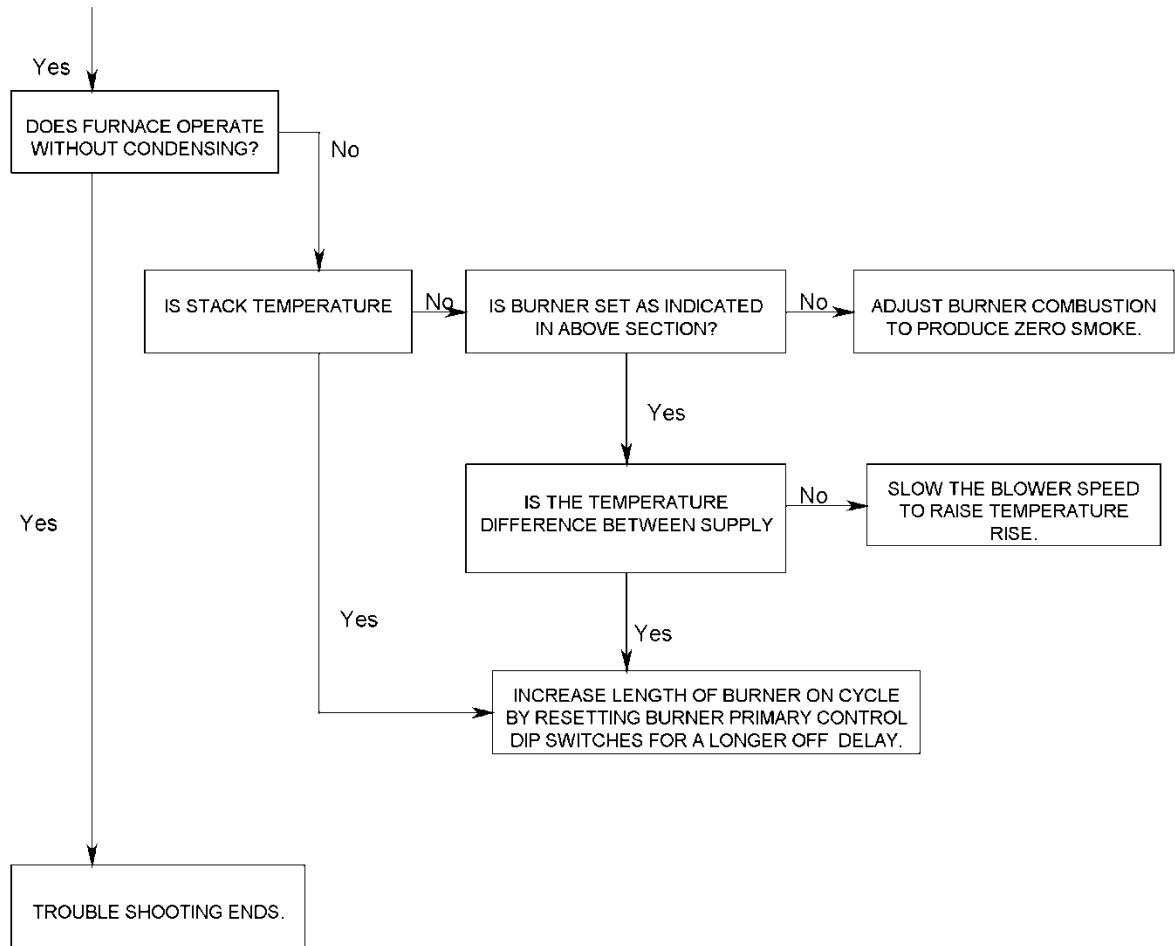 Yes
DOES FURNACE OPERATE
WITHOUT CONDENSING?
No
IS STACK TEMPERATURE
No
IS BURNER SET AS INDICATED
IN ABOVE SECTION?
No
ADJUST BURNER COMBUSTION
TO PRODUCE ZERO SMOKE.
Yes
IS THE TEMPERATURE
DIFFERENCE BETWEEN SUPPLY
No
SLOW THE BLOWER SPEED
TO RAISE TEMPERATURE
RISE.
Yes
Yes
Yes
INCREASE LENGTH OF BURNER ON CYCLE
BY RESETTING BURNER PRIMARY CONTROL
DIP SWITCHES FOR A LONGER OFF DELAY.
TROUBLE SHOOTING ENDS.